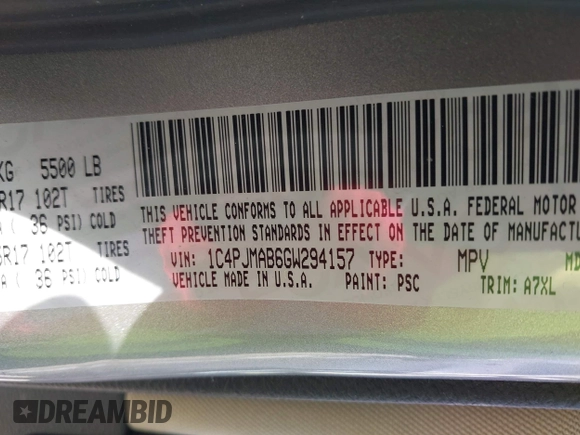 KG 5500 LB
R17 102T TIRES
( 36 PSI) COLD
R17 102T TIRES
( 36 PSI) COLD
THIS VEHICLE CONFORMS TO ALL APPLICABLE U.S.A. FEDERAL MOTOR
THEFT PREVENTION STANDARDS IN EFFECT ON THE DATE OF MANUFACTU
VIN: 1C4PJMAB6GW294157 TYPE: MPV MD
VEHICLE MADE IN U.S.A. PAINT: PSC TRIM: A7XL
DREAMBID